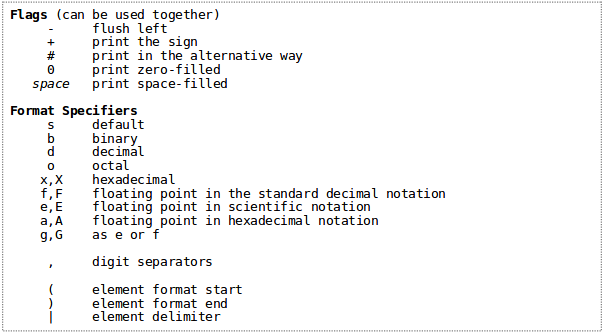 Flags (can be used together)
- flush left
+ print the sign
# print in the alternative way
0 print zero-filled
space print space-filled
Format Specifiers
s default
b binary
d decimal
o octal
x,X hexadecimal
f,F floating point in the standard decimal notation
e,E floating point in scientific notation
a,A floating point in hexadecimal notation
g,G as e or f
, digit separators
( element format start
) element format end
| element delimiter